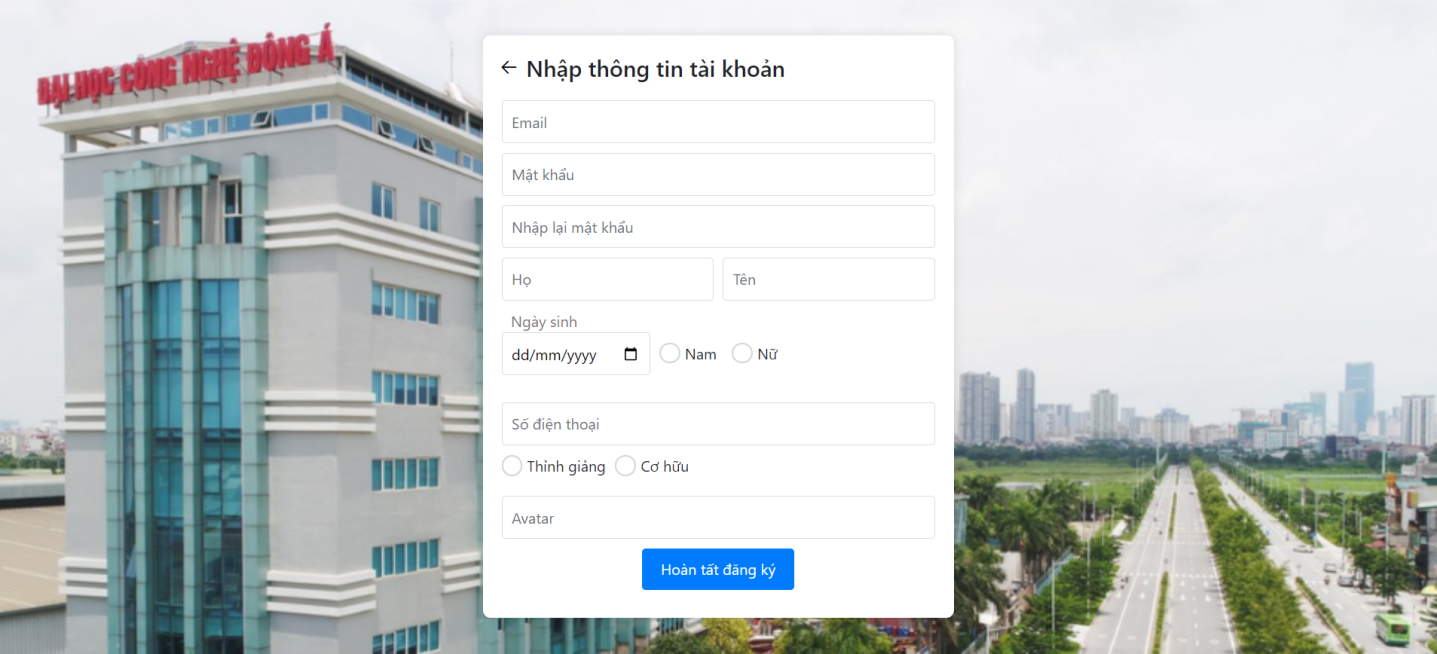 ĐẠI HỌC CÔNG NGHỆ ĐÔNG Á
Nhập thông tin tài khoản
Email
Mật khẩu
Nhập lại mật khẩu
Họ Tên
Ngày sinh
dd/mm/yyyy Nam Nữ
Số điện thoại
Thỉnh giảng Cơ hữu
Avatar
Hoàn tất đăng ký